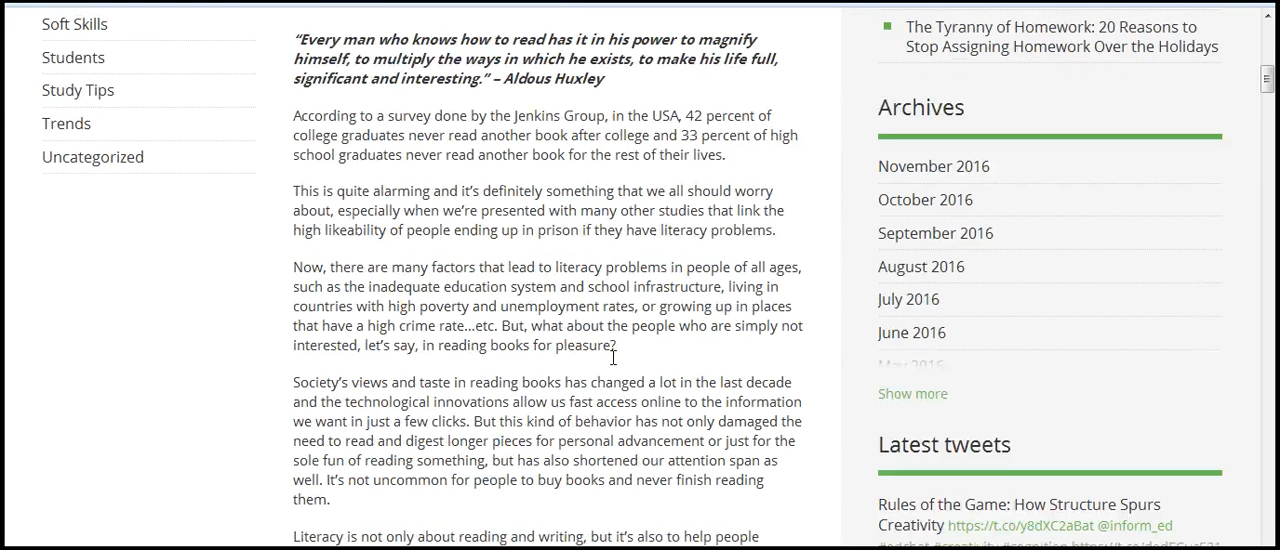 Soft Skills
Students
Study Tips
Trends
Uncategorized
“Every man who knows how to read has it in his power to magnify
himself, to multiply the ways in which he exists, to make his life full,
significant and interesting.” – Aldous Huxley
According to a survey done by the Jenkins Group, in the USA, 42 percent of
college graduates never read another book after college and 33 percent of high
school graduates never read another book for the rest of their lives.
This is quite alarming and it’s definitely something that we all should worry
about, especially when we’re presented with many other studies that link the
high likeability of people ending up in prison if they have literacy problems.
Now, there are many factors that lead to literacy problems in people of all ages,
such as the inadequate education system and school infrastructure, living in
countries with high poverty and unemployment rates, or growing up in places
that have a high crime rate…etc. But, what about the people who are simply not
interested, let’s say, in reading books for pleasure?
Society’s views and taste in reading books has changed a lot in the last decade
and the technological innovations allow us fast access online to the information
we want in just a few clicks. But this kind of behavior has not only damaged the
need to read and digest longer pieces for personal advancement or just for the
sole fun of reading something, but has also shortened our attention span as
well. It’s not uncommon for people to buy books and never finish reading
them.
Literacy is not only about reading and writing, but it’s also to help people
The Tyranny of Homework: 20 Reasons to
Stop Assigning Homework Over the Holidays
Archives
November 2016
October 2016
September 2016
August 2016
July 2016
June 2016
May 2016
Show more
Latest tweets
Rules of the Game: How Structure Spurs
Creativity https://t.co/y8dXC2aBat @inform_ed